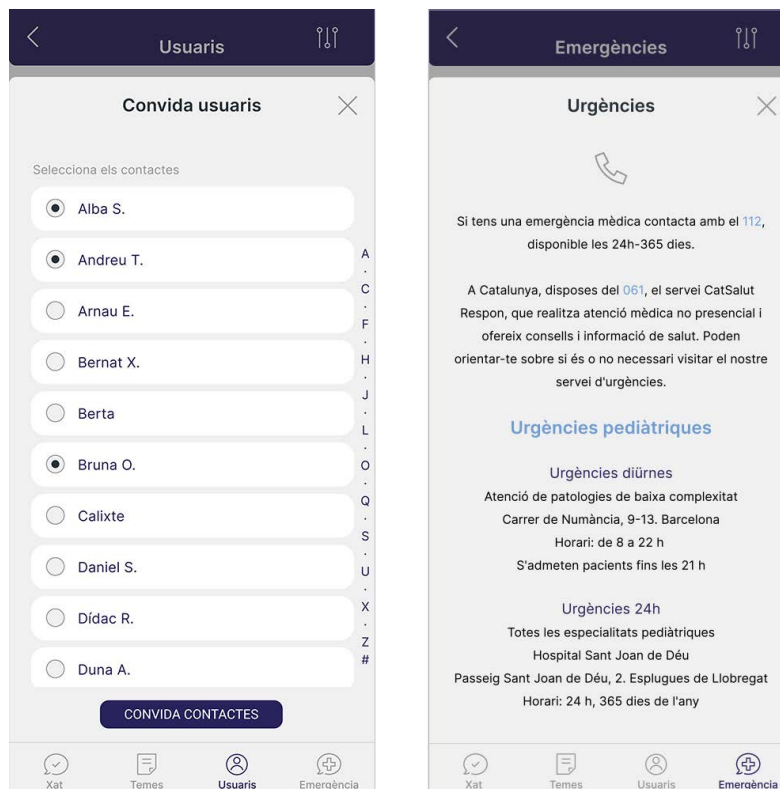 Usuaris
Convida usuaris
Selecciona els contactes
Alba S.
Andreu T.
Arnau E.
Bernat X.
Berta
Bruna O.
Calixte
Daniel S.
Dídac R.
Duna A.
A
.
C
.
F
.
H
.
J
.
L
.
O
.
Q
.
S
.
U
.
X
.
Z
#
CONVIDA CONTACTES
Xat Temes Usuaris Emergència
Emergències
Urgències
Si tens una emergència mèdica contacta amb el 112,
disponible les 24h-365 dies.
A Catalunya, disposes del 061, el servei CatSalut
Respon, que realitza atenció mèdica no presencial i
ofereix consells i informació de salut. Poden
orientar-te sobre si és o no necessari visitar el nostre
servei d'urgències.
Urgències pediàtriques
Urgències diürnes
Atenció de patologies de baixa complexitat
Carrer de Numància, 9-13. Barcelona
Horari: de 8 a 22 h
S'admeten pacients fins les 21 h
Urgències 24h
Totes les especialitats pediàtriques
Hospital Sant Joan de Déu
Passeig Sant Joan de Déu, 2. Esplugues de Llobregat
Horari: 24 h, 365 dies de l'any
Xat Temes Usuaris Emergència